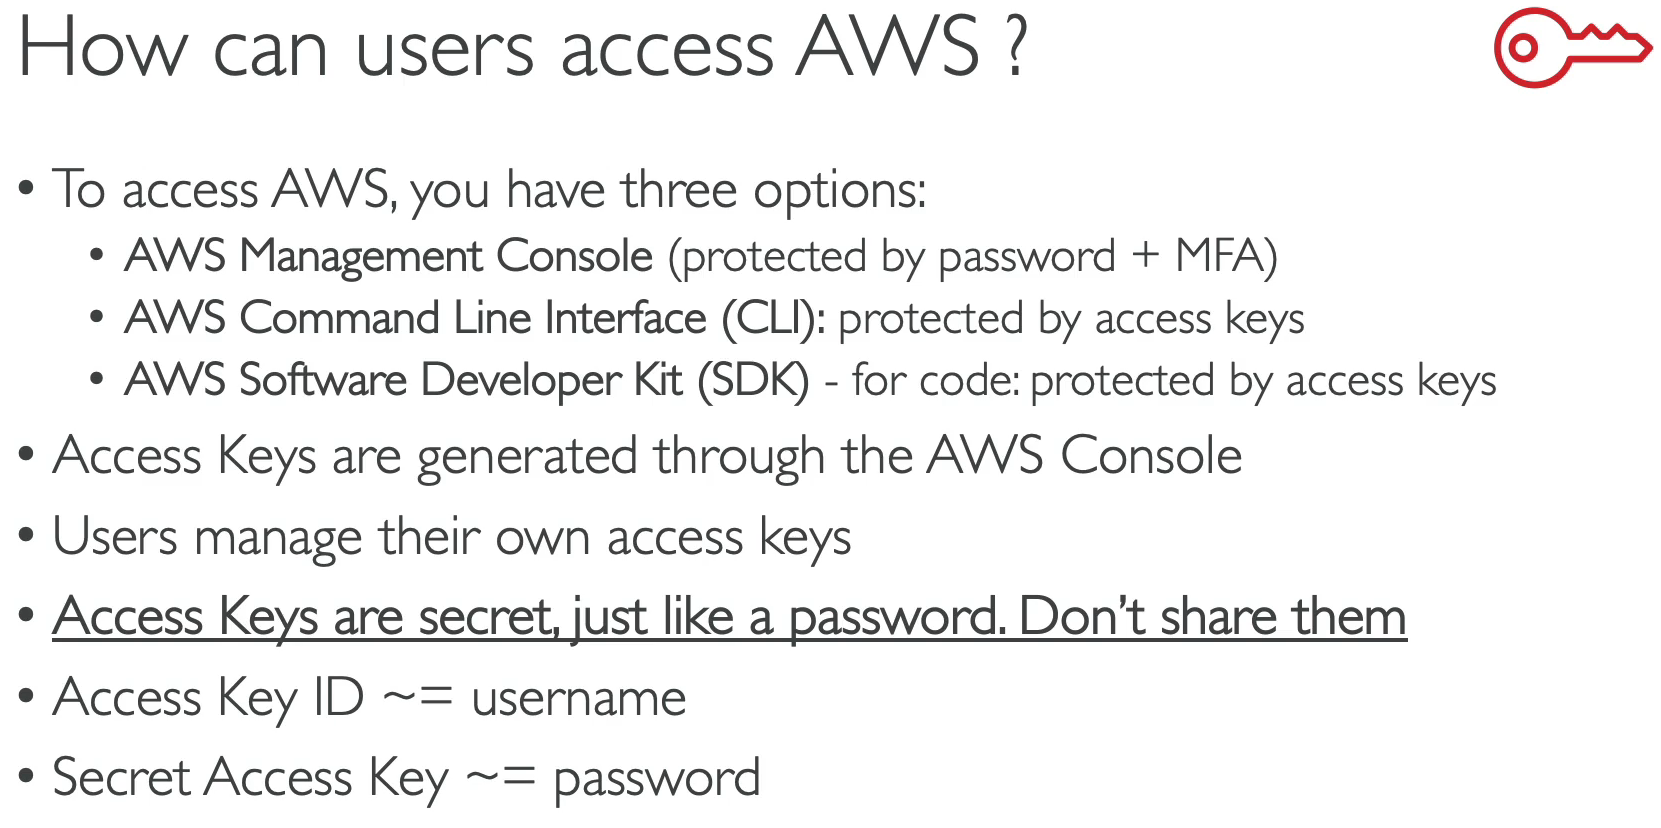 How can users access AWS ?
• To access AWS, you have three options:
• AWS Management Console (protected by password + MFA)
• AWS Command Line Interface (CLI): protected by access keys
• AWS Software Developer Kit (SDK) - for code: protected by access keys
• Access Keys are generated through the AWS Console
• Users manage their own access keys
• Access Keys are secret, just like a password. Don’t share them
• Access Key ID ~= username
• Secret Access Key ~= password